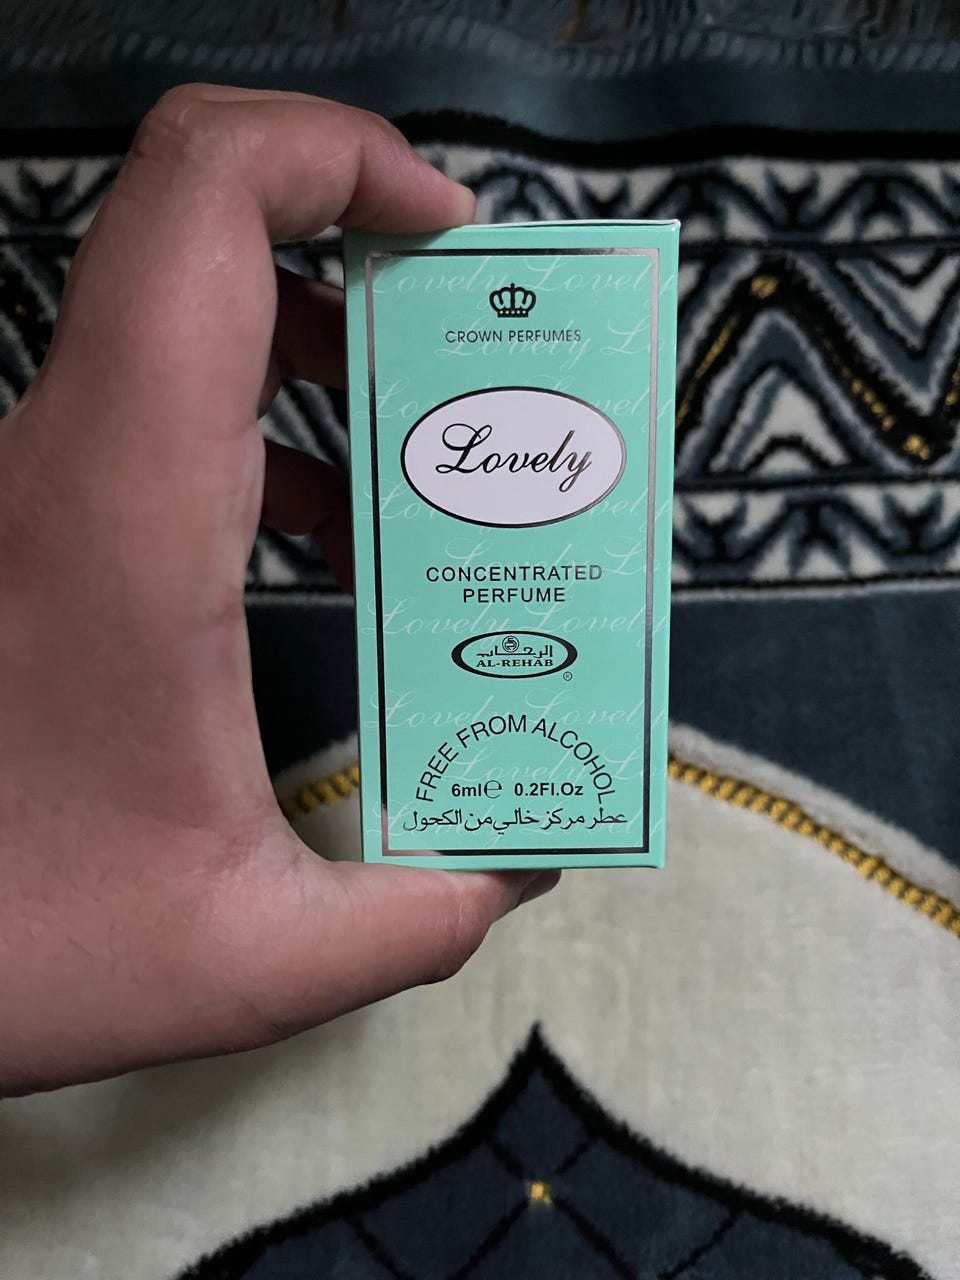 CROWN PERFUMES
Lovely
CONCENTRATED
PERFUME
الرحاب
AL-REHAB
®
FREE FROM ALCOHOL
6ml℮ 0.2Fl.Oz
عطر مركز خالي من الكحول